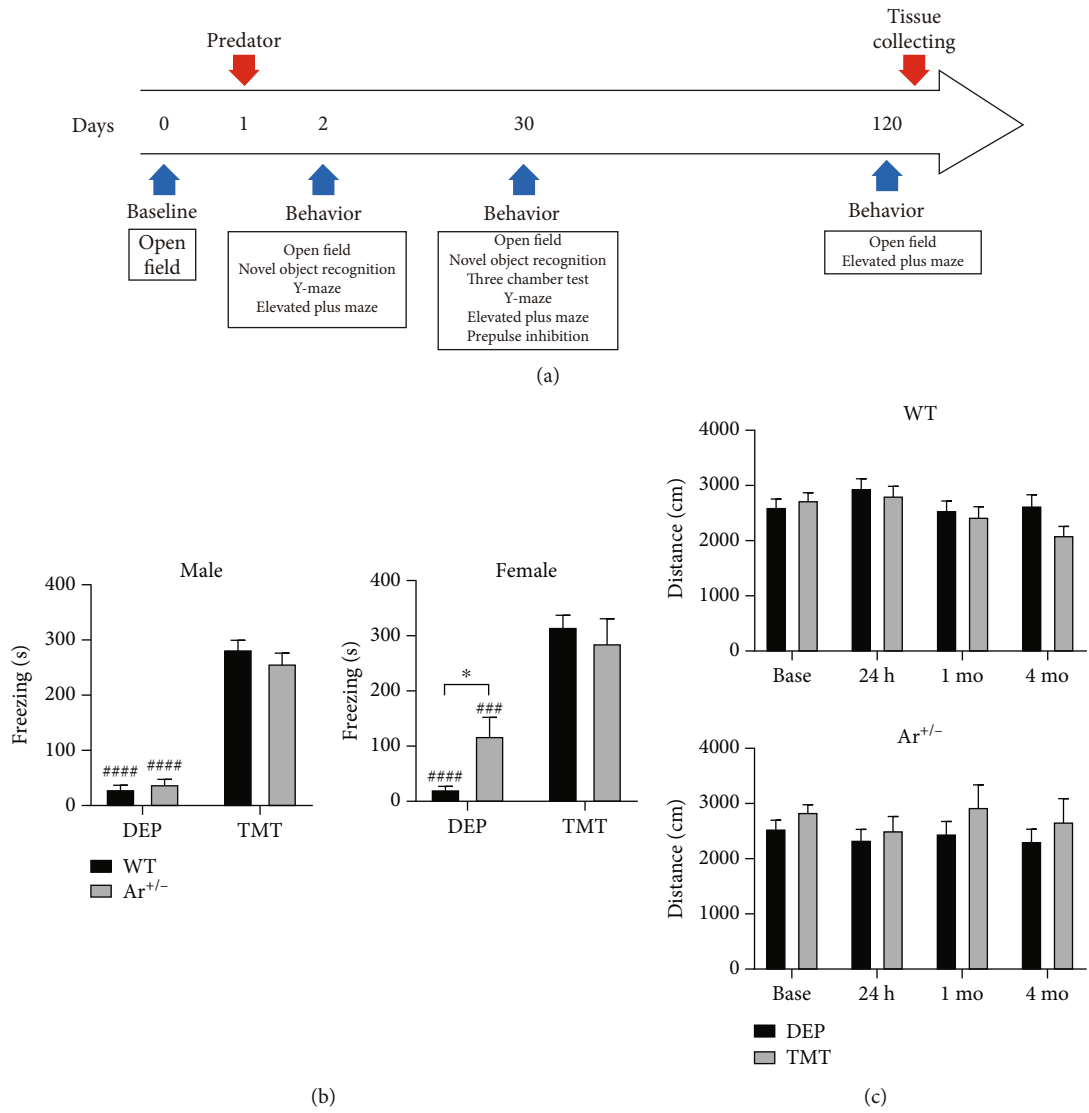 Predator
Tissue
collecting
Days
0
1
2
30
120
Baseline
Open
field
Behavior
Open field
Novel object recognition
Y-maze
Elevated plus maze
Behavior
Open field
Novel object recognition
Three chamber test
Y-maze
Elevated plus maze
Prepulse inhibition
Behavior
Open field
Elevated plus maze
(a)
Male
Freezing (s)
400
300
200
100
0
####
####
DEP
TMT
WT
Ar+/–
Female
Freezing (s)
400
300
200
100
0
*
###
####
DEP
TMT
(b)
WT
Distance (cm)
4000
3000
2000
1000
0
Base
24 h
1 mo
4 mo
Ar+/–
Distance (cm)
4000
3000
2000
1000
0
Base
24 h
1 mo
4 mo
DEP
TMT
(c)